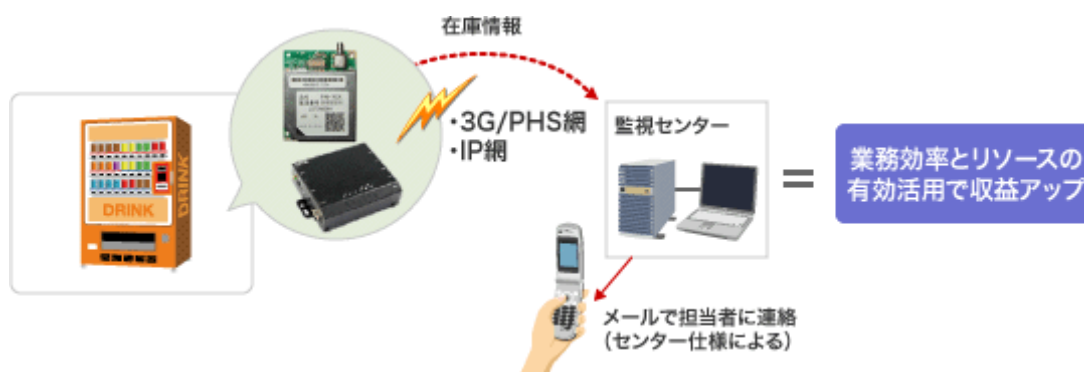 在庫情報
・3G/PHS網
・IP網
DRINK
DRINK
監視センター
=
業務効率とリソースの
有効活用で収益アップ
メールで担当者に連絡
(センター仕様による)